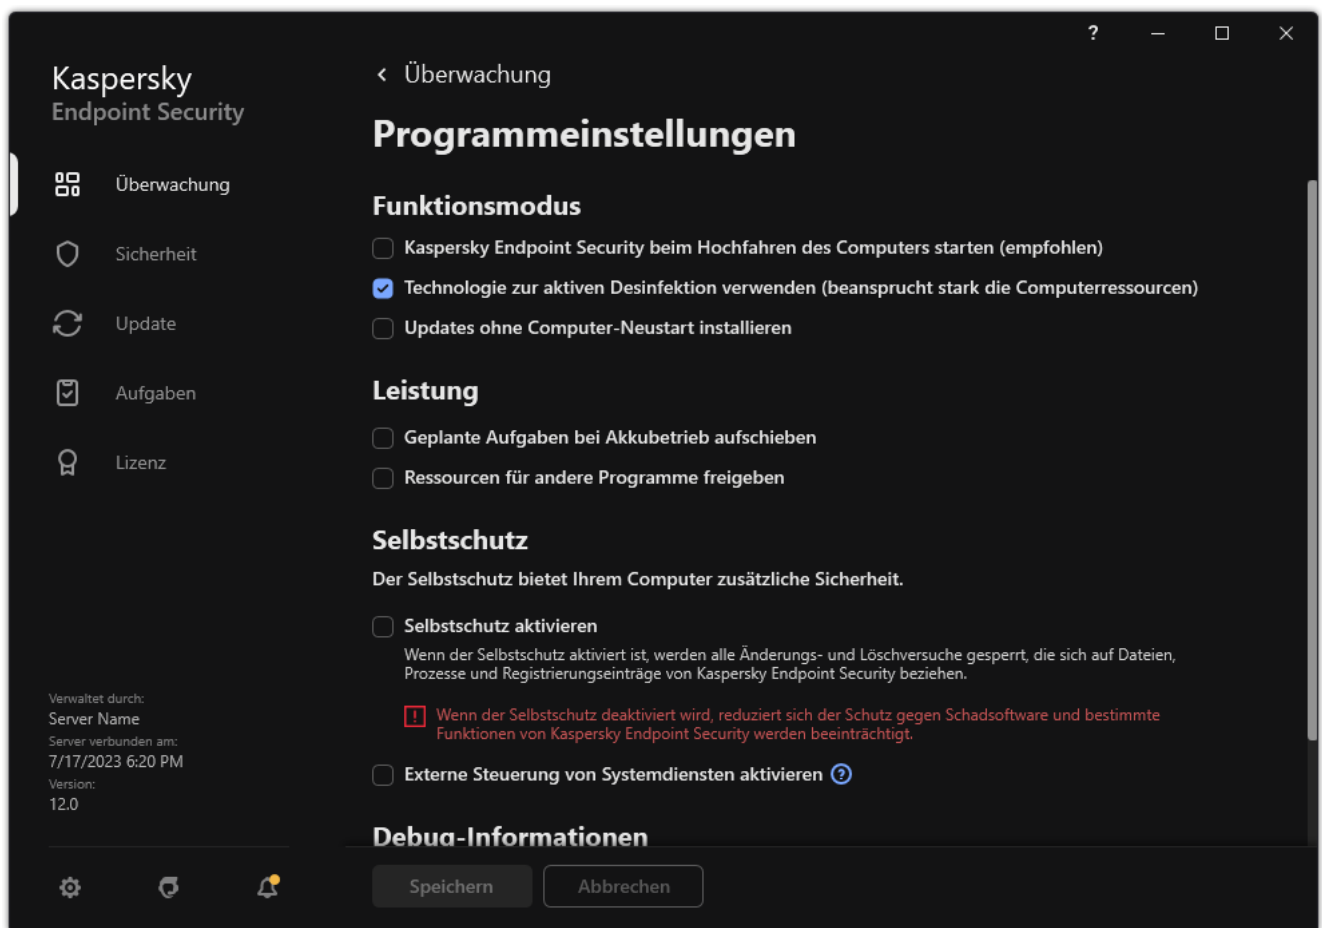 ?
Kaspersky
Endpoint Security
Überwachung
Sicherheit
Update
Aufgaben
Lizenz
Verwaltet durch:
Server Name
Server verbunden am:
7/17/2023 6:20 PM
Version:
12.0
Überwachung
Programmeinstellungen
Funktionsmodus
Kaspersky Endpoint Security beim Hochfahren des Computers starten (empfohlen)
Technologie zur aktiven Desinfektion verwenden (beansprucht stark die Computerressourcen)
Updates ohne Computer-Neustart installieren
Leistung
Geplante Aufgaben bei Akkubetrieb aufschieben
Ressourcen für andere Programme freigeben
Selbstschutz
Der Selbstschutz bietet Ihrem Computer zusätzliche Sicherheit.
Selbstschutz aktivieren
Wenn der Selbstschutz aktiviert ist, werden alle Änderungs- und Löschversuche gesperrt, die sich auf Dateien,
Prozesse und Registrierungseinträge von Kaspersky Endpoint Security beziehen.
Wenn der Selbstschutz deaktiviert wird, reduziert sich der Schutz gegen Schadsoftware und bestimmte
Funktionen von Kaspersky Endpoint Security werden beeinträchtigt.
Externe Steuerung von Systemdiensten aktivieren ?
Debug-Informationen
Speichern
Abbrechen